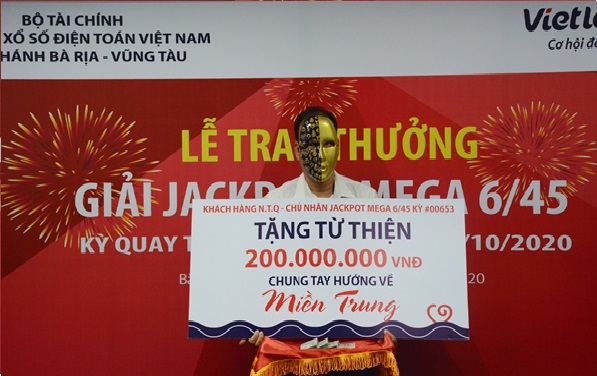 BỘ TÀI CHÍNH
XỔ SỐ ĐIỆN TOÁN VIỆT NAM
HÁNH BÀ RỊA - VŨNG TÀU
Vietl
Cơ hội đ
LỄ TRA THƯỞNG
GIẢI JACKP MEGA 6/45
KỲ QUAY T /10/2020
KHÁCH HÀNG N.T.Q - CHỦ NHÂN JACKPOT MEGA 6/45 KỲ #00653
TẶNG TỪ THIỆN
200.000.000 VNĐ
CHUNG TAY HƯỚNG VỀ
Miền Trung